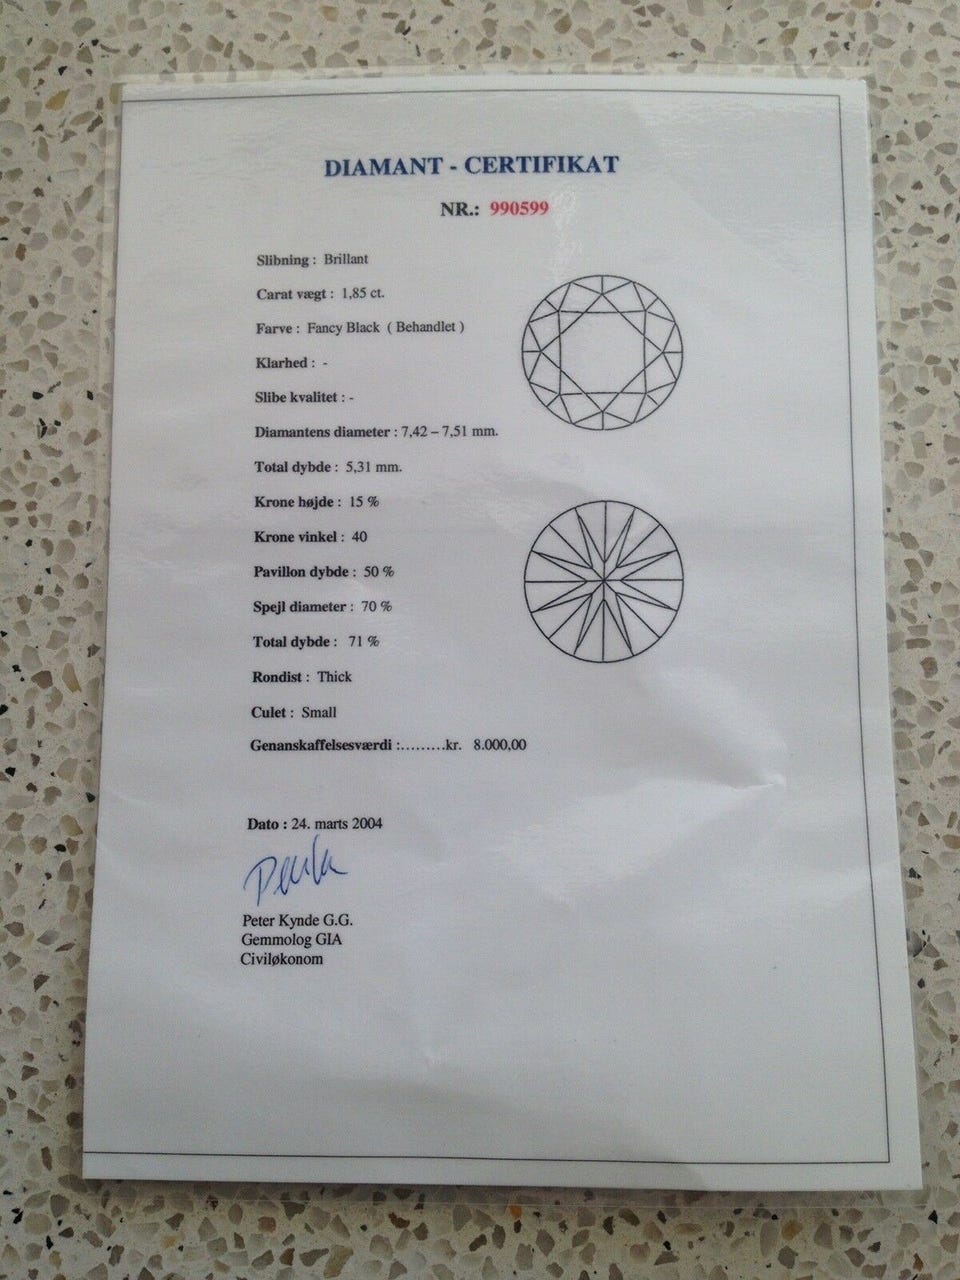 DIAMANT - CERTIFIKAT
NR.: 990599
Slibning : Brillant
Carat vægt : 1,85 ct.
Farve : Fancy Black ( Behandlet )
Klarhed : -
Slibe kvalitet : -
Diamantens diameter : 7,42 – 7,51 mm.
Total dybde : 5,31 mm.
Krone højde : 15 %
Krone vinkel : 40
Pavillon dybde : 50 %
Spejl diameter : 70 %
Total dybde : 71 %
Rondist : Thick
Culet : Small
Genanskaffelsesværdi :.........kr. 8.000,00
Dato : 24. marts 2004
Peter Kynde G.G.
Gemmolog GIA
Civiløkonom